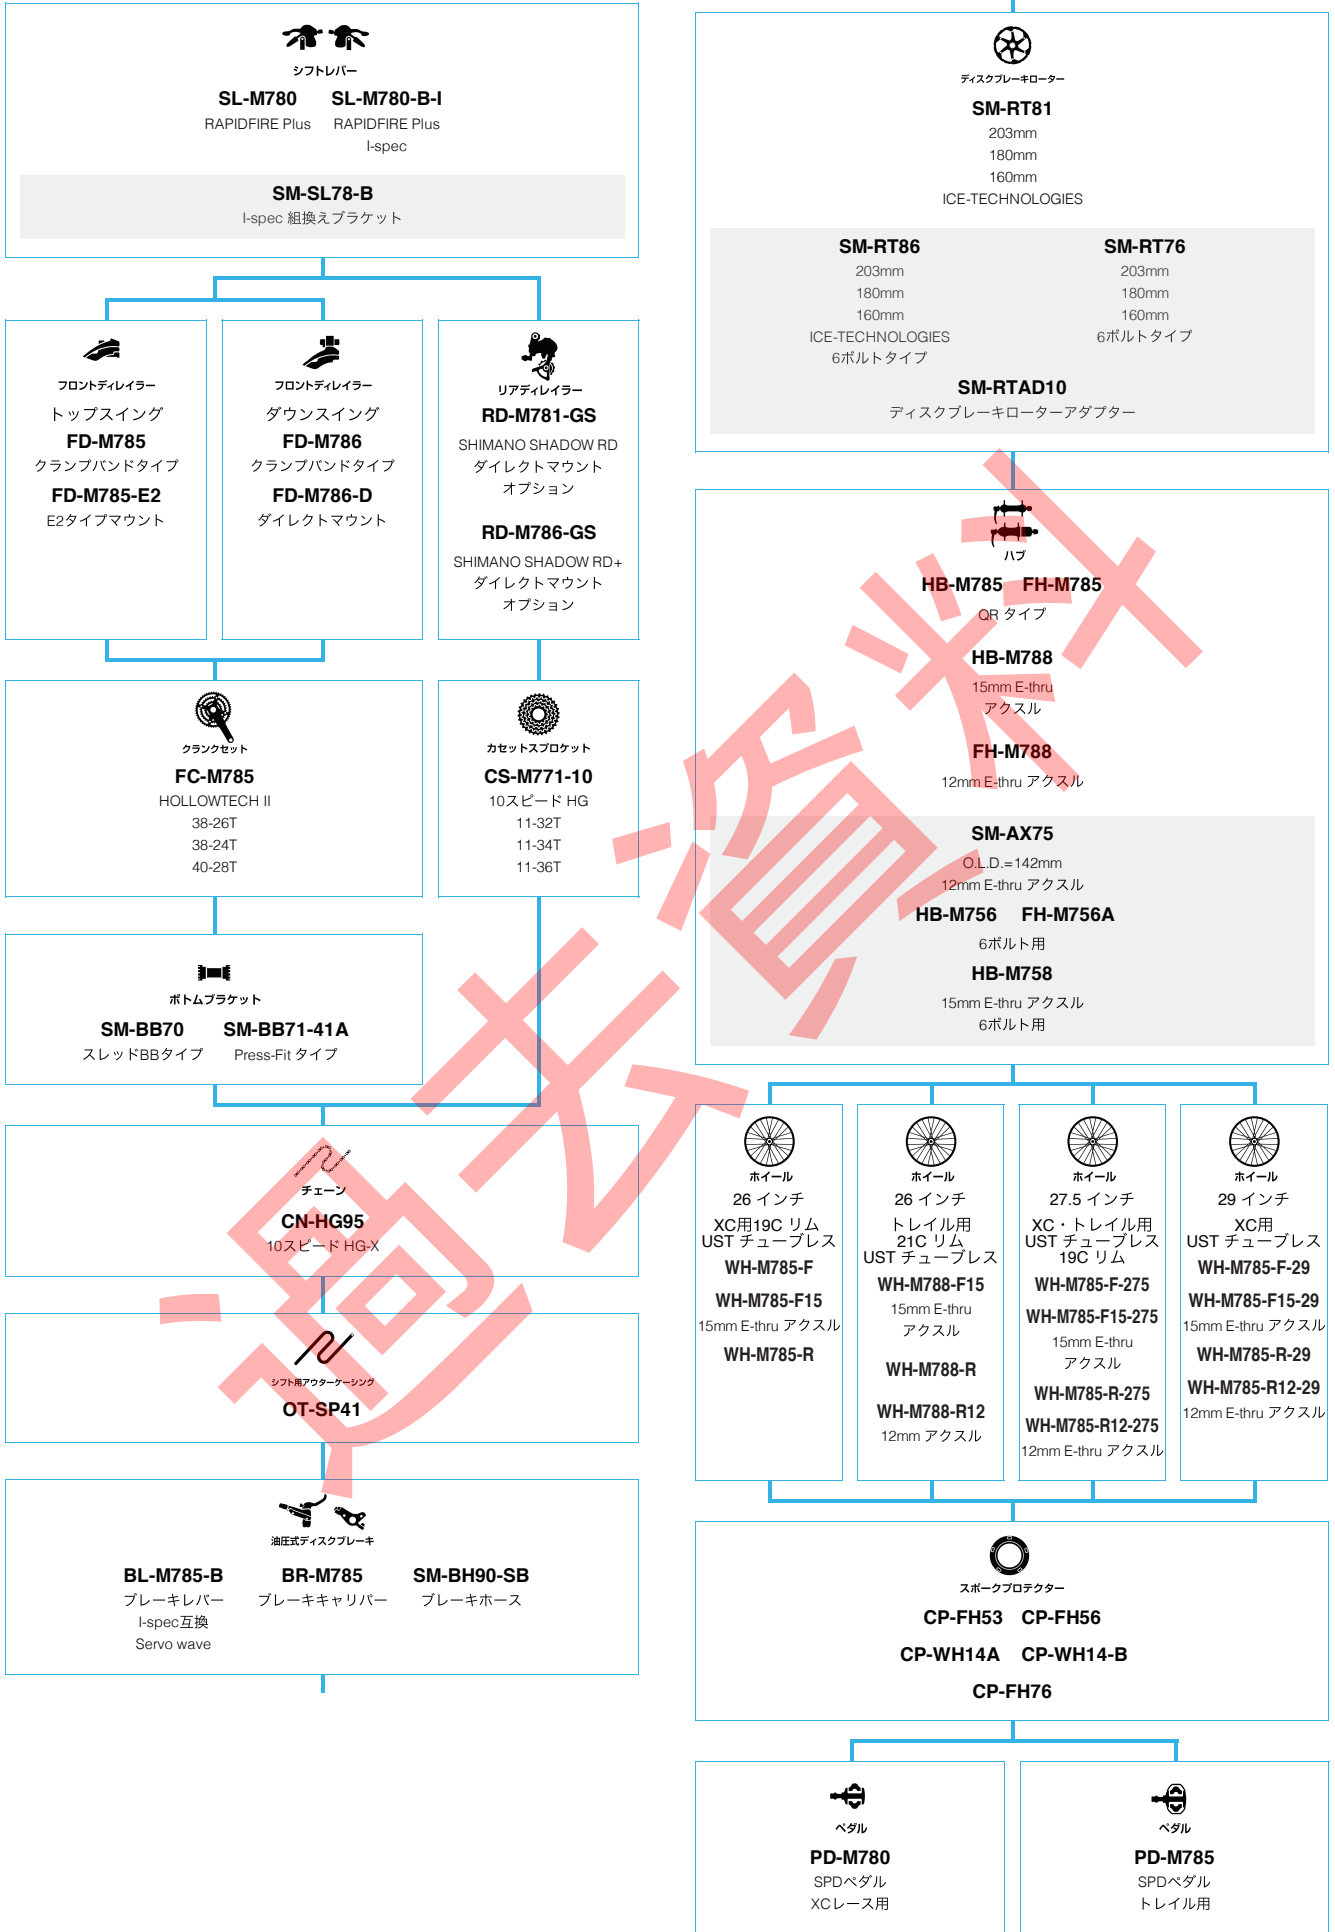 シフトレバー
SL-M780 SL-M780-B-I
RAPIDFIRE Plus RAPIDFIRE Plus
I-spec
SM-SL78-B
I-spec 組換えブラケット
フロントディレイラー
トップスイング
FD-M785
クランプバンドタイプ
FD-M785-E2
E2タイプマウント
フロントディレイラー
ダウンスイング
FD-M786
クランプバンドタイプ
FD-M786-D
ダイレクトマウント
リアディレイラー
RD-M781-GS
SHIMANO SHADOW RD
ダイレクトマウント
オプション
RD-M786-GS
SHIMANO SHADOW RD+
ダイレクトマウント
オプション
クランクセット
FC-M785
HOLLOWTECH II
38-26T
38-24T
40-28T
カセットスプロケット
CS-M771-10
10スピード HG
11-32T
11-34T
11-36T
ボトムブラケット
SM-BB70 SM-BB71-41A
スレッドBBタイプ Press-Fit タイプ
チェーン
CN-HG95
10スピード HG-X
シフト用アウターケーシング
OT-SP41
油圧式ディスクブレーキ
BL-M785-B BR-M785 SM-BH90-SB
ブレーキレバー ブレーキキャリパー ブレーキホース
I-spec互換
Servo wave
ディスクブレーキローター
SM-RT81
203mm
180mm
160mm
ICE-TECHNOLOGIES
SM-RT86
203mm
180mm
160mm
ICE-TECHNOLOGIES
6ボルトタイプ
SM-RT76
203mm
180mm
160mm
6ボルトタイプ
SM-RTAD10
ディスクブレーキローターアダプター
ハブ
HB-M785 FH-M785
QR タイプ
HB-M788
15mm E-thru
アクスル
FH-M788
12mm E-thru アクスル
SM-AX75
O.L.D.=142mm
12mm E-thru アクスル
HB-M756 FH-M756A
6ボルト用
HB-M758
15mm E-thru アクスル
6ボルト用
ホイール
26 インチ
XC用19C リム
UST チューブレス
WH-M785-F
WH-M785-F15
15mm E-thru アクスル
WH-M785-R
ホイール
26 インチ
トレイル用
21C リム
UST チューブレス
WH-M788-F15
15mm E-thru
アクスル
WH-M788-R
WH-M788-R12
12mm アクスル
ホイール
27.5 インチ
XC・トレイル用
UST チューブレス
19C リム
WH-M785-F-275
WH-M785-F15-275
15mm E-thru
アクスル
WH-M785-R-275
WH-M785-R12-275
12mm E-thru アクスル
ホイール
29 インチ
XC用
UST チューブレス
WH-M785-F-29
WH-M785-F15-29
15mm E-thru アクスル
WH-M785-R-29
WH-M785-R12-29
12mm E-thru アクスル
スポークプロテクター
CP-FH53 CP-FH56
CP-WH14A CP-WH14-B
CP-FH76
ペダル
PD-M780
SPDペダル
XCレース用
ペダル
PD-M785
SPDペダル
トレイル用
過去資料